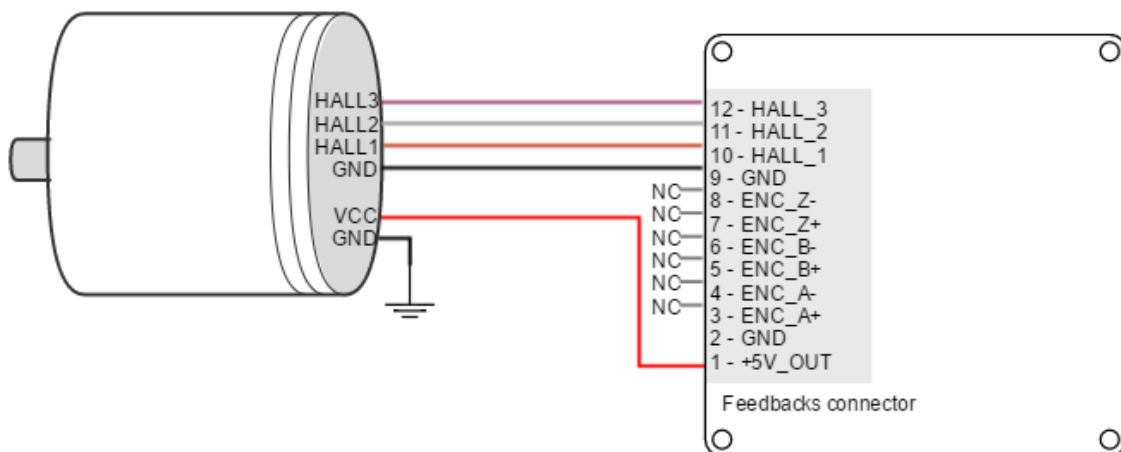 HALL3
HALL2
HALL1
GND
VCC
GND
NC
NC
NC
NC
NC
NC
12 - HALL_3
11 - HALL_2
10 - HALL_1
9 - GND
8 - ENC_Z-
7 - ENC_Z+
6 - ENC_B-
5 - ENC_B+
4 - ENC_A-
3 - ENC_A+
2 - GND
1 - +5V_OUT
Feedbacks connector